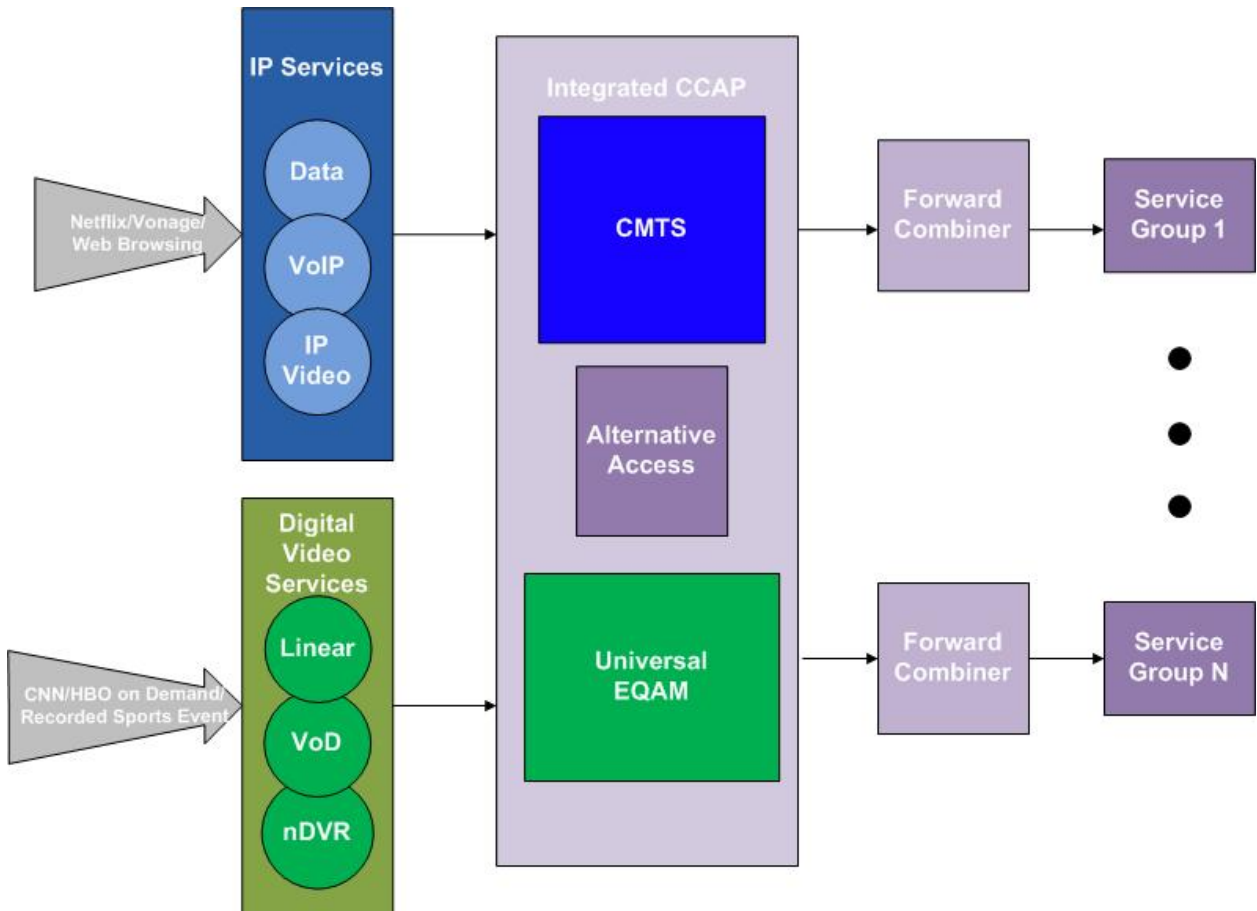 IP Services
Data
VoIP
IP
Video
Netflix/Vonage/
Web Browsing
Digital
Video
Services
Linear
VoD
nDVR
CNN/HBO on Demand/
Recorded Sports Event
Integrated CCAP
CMTS
Alternative
Access
Universal
EQAM
Forward
Combiner
Service
Group 1
Forward
Combiner
Service
Group N